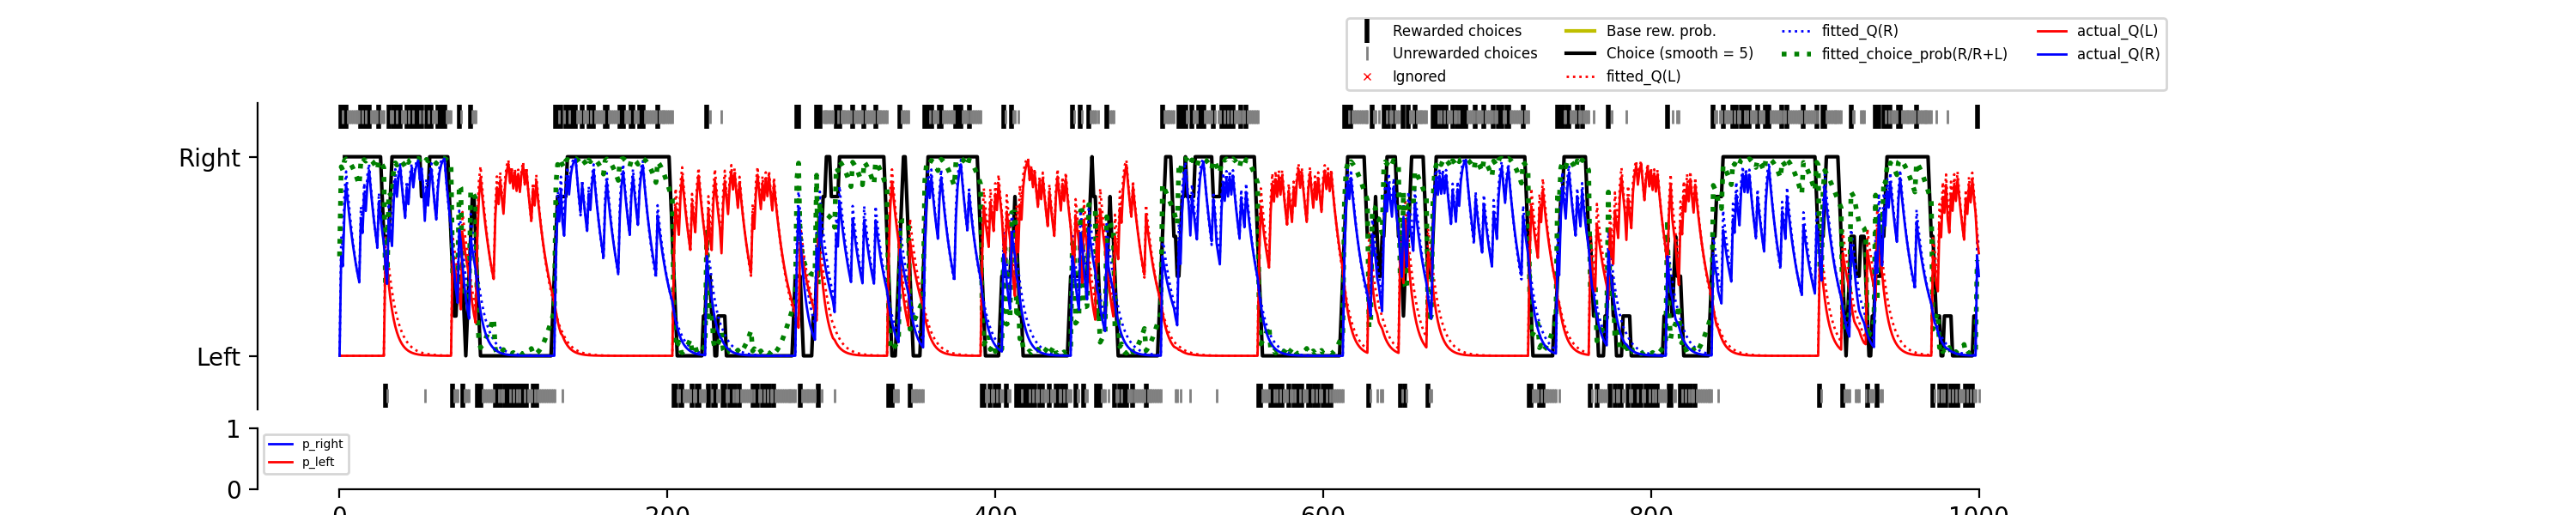 Rewarded choices
Unrewarded choices
Ignored
Base rew. prob.
Choice (smooth = 5)
fitted_Q(L)
fitted_Q(R)
fitted_choice_prob(R/R+L)
actual_Q(L)
actual_Q(R)
Right
Left
1
0
p_right
p_left
0 200 400 600 800 1000